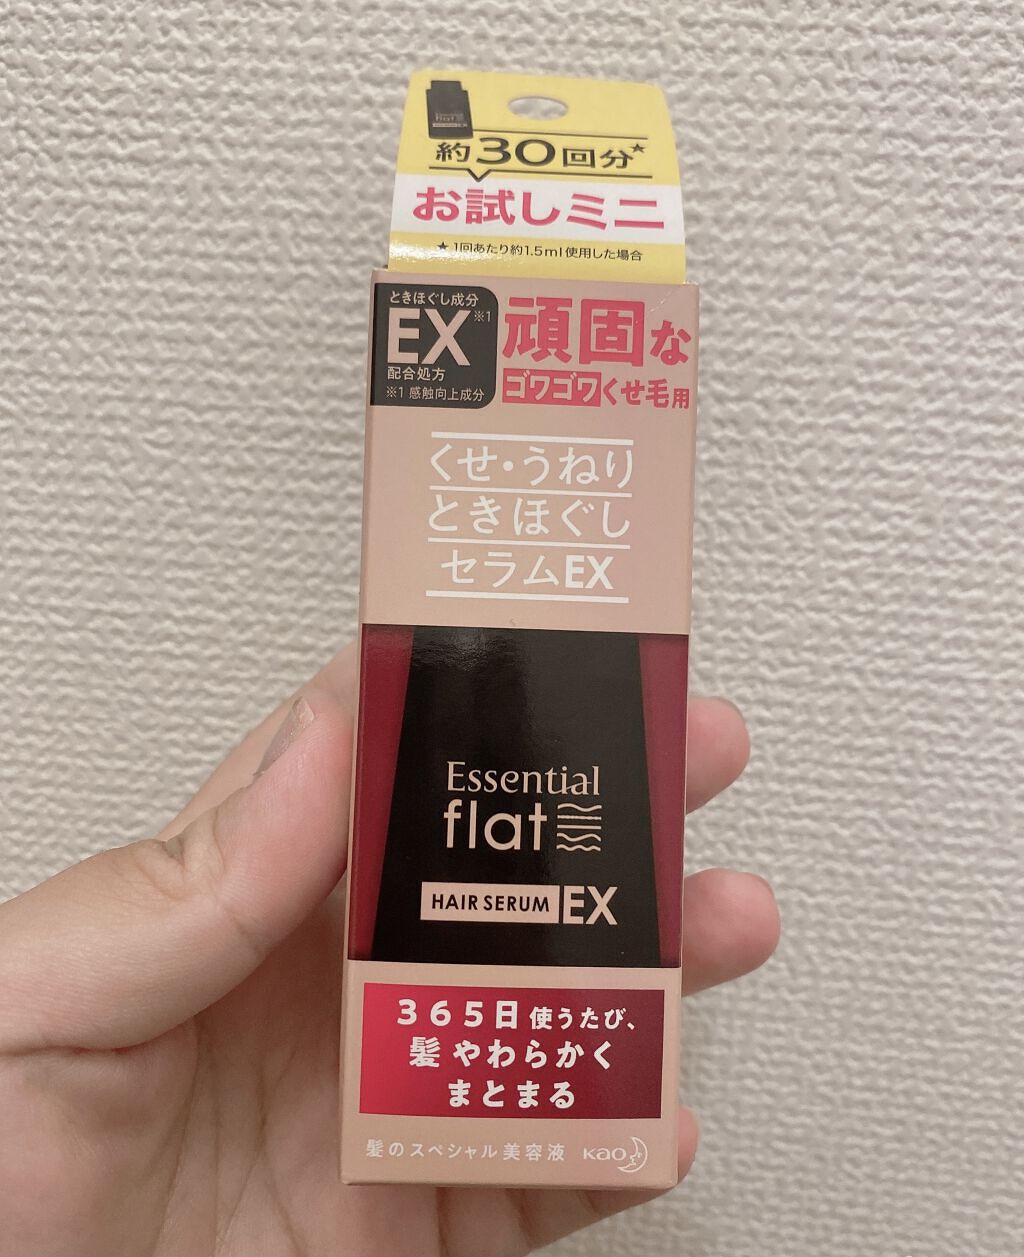 flat
HAIR SERUM EX
約30回分★
お試しミニ
★ 1回あたり約1.5ml使用した場合
ときほぐし成分
EX※1
配合処方
※1 感触向上成分
頑固な
ゴワゴワくせ毛用
くせ・うねり
ときほぐし
セラムEX
Essential
flat
HAIR SERUM EX
365日使うたび、
髪やわらかく
まとまる
髪のスペシャル美容液 Kao